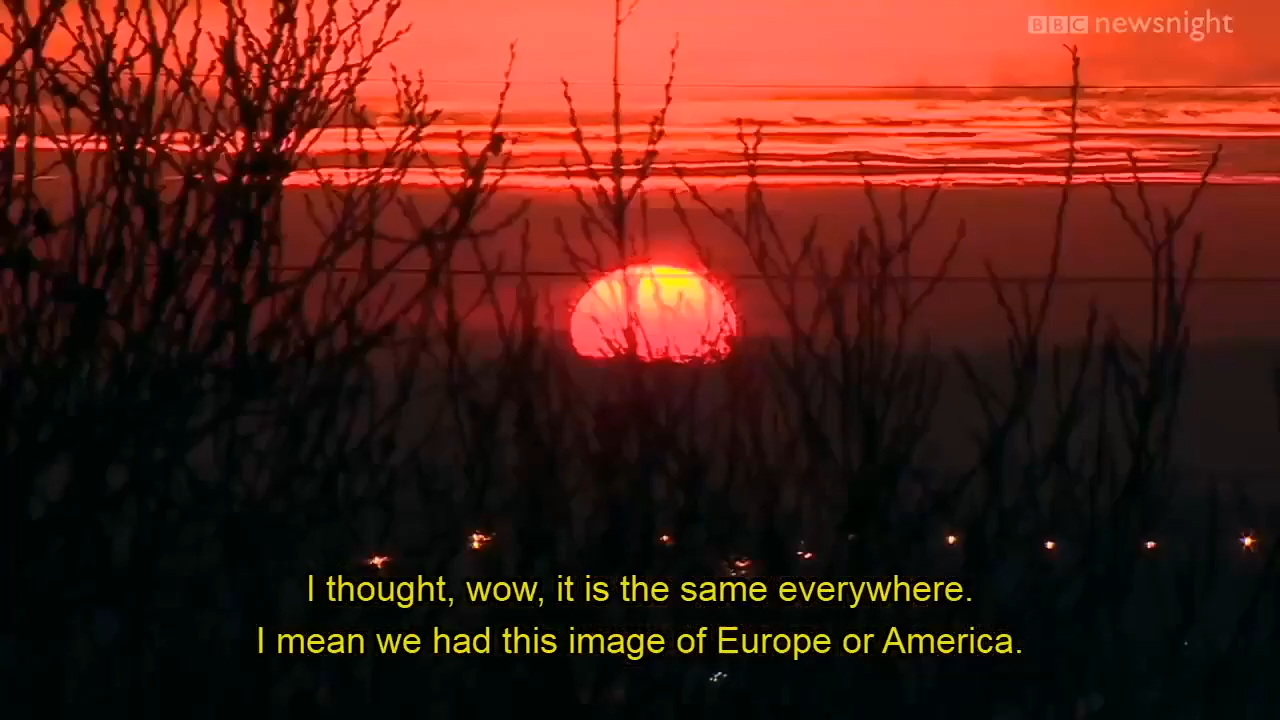 BBC newsnight
I thought, wow, it is the same everywhere.
I mean we had this image of Europe or America.